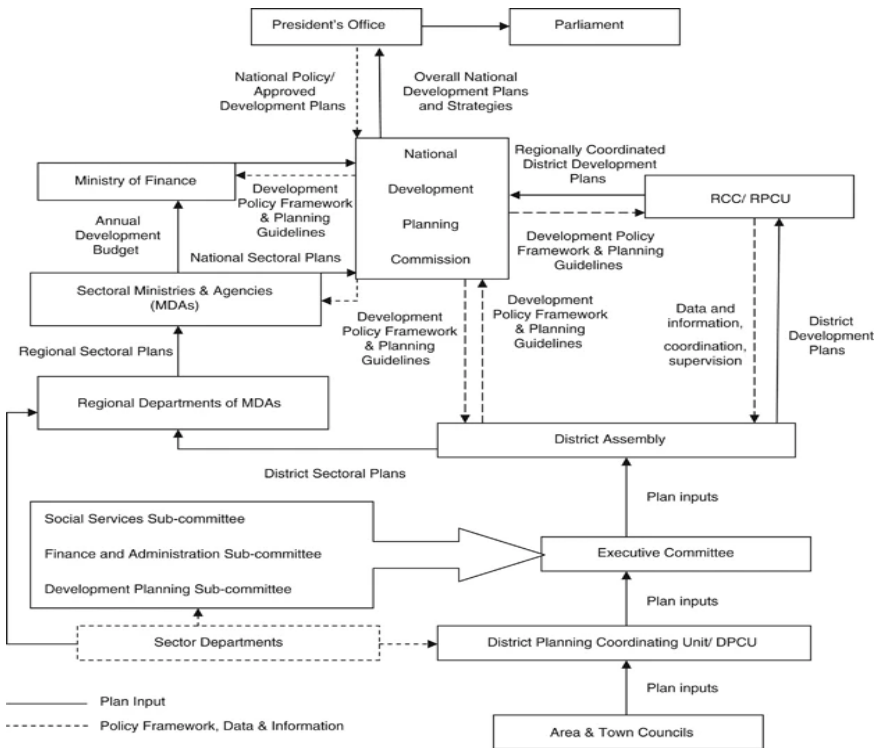 President's Office
Parliament
National Policy/
Approved
Development Plans
Overall National
Development Plans
and Strategies
National
Development
Planning
Commission
Ministry of Finance
Development
Policy Framework
& Planning
Guidelines
Regionally Coordinated
District Development
Plans
RCC/ RPCU
Annual
Development
Budget
National Sectoral Plans
Development Policy
Framework & Planning
Guidelines
Sectoral Ministries & Agencies
(MDAs)
Development
Policy Framework
& Planning
Guidelines
Development
Policy Framework
& Planning
Guidelines
Data and
information,
coordination,
supervision
District
Development
Plans
Regional Sectoral Plans
Regional Departments of MDAs
District Assembly
District Sectoral Plans
Plan inputs
Social Services Sub-committee
Finance and Administration Sub-committee
Development Planning Sub-committee
Executive Committee
Plan inputs
Sector Departments
District Planning Coordinating Unit/ DPCU
Plan inputs
Area & Town Councils
Plan Input
Policy Framework, Data & Information